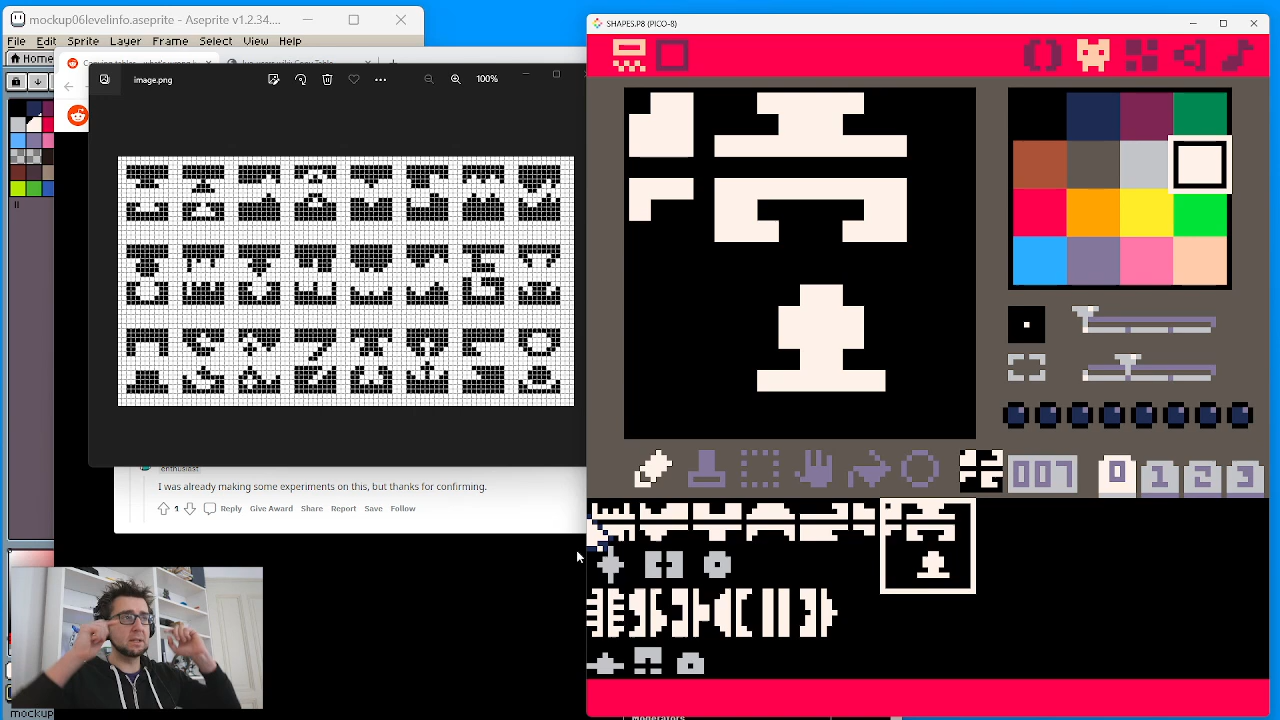 mockup06levelinfo.aseprite - Aseprite v1.2.34....
File Edit Sprite Layer Frame Select View Help
Home
image.png
100%
SHAPES.P8 (PICO-8)
007
0 1 2 3
enthusiast
I was already making some experiments on this, but thanks for confirming.
1 Reply Give Award Share Report Save Follow
mockup
Moderators